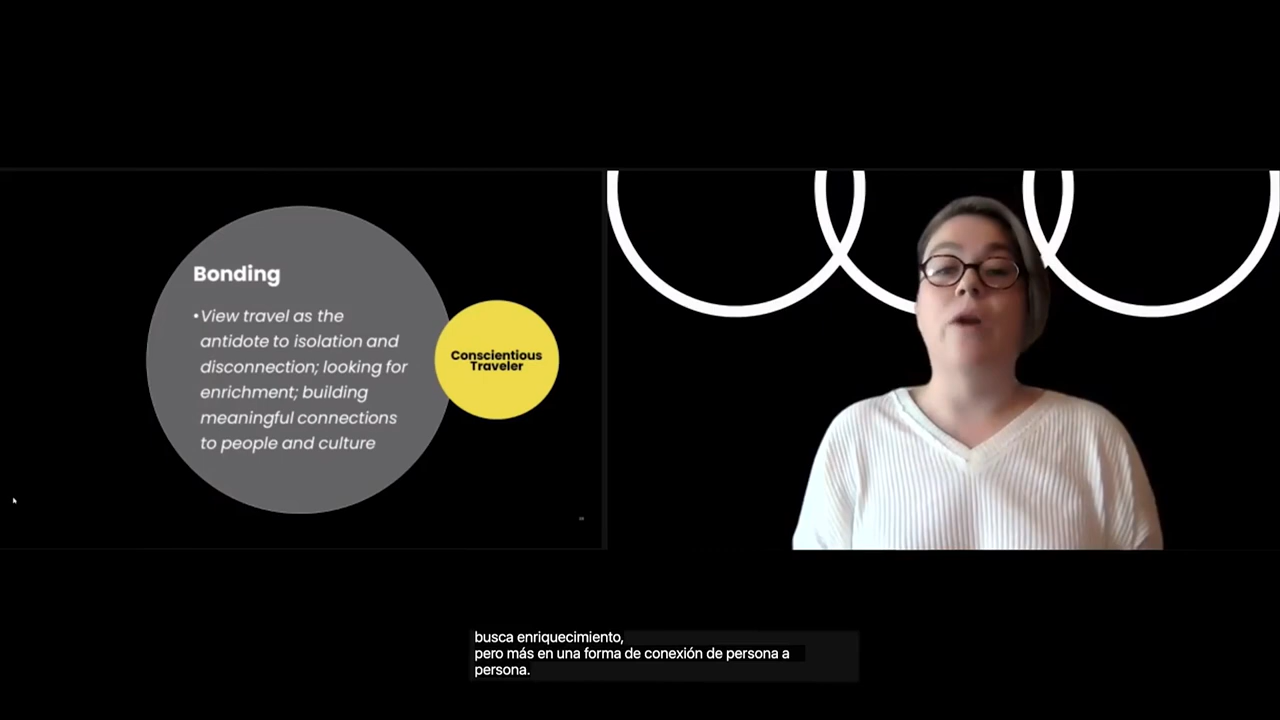 Bonding
•View travel as the
antidote to isolation and
disconnection; looking for
enrichment; building
meaningful connections
to people and culture
Conscientious
Traveler
busca enriquecimiento,
pero más en una forma de conexión de persona a
persona.